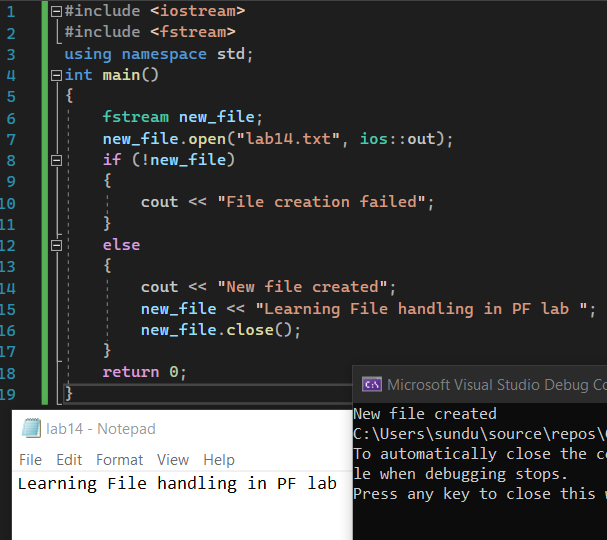 1 #include <iostream>
2 #include <fstream>
3 using namespace std;
4 int main()
5 {
6 fstream new_file;
7 new_file.open("lab14.txt", ios::out);
8 if (!new_file)
9 {
10 cout << "File creation failed";
11 }
12 else
13 {
14 cout << "New file created";
15 new_file << "Learning File handling in PF lab ";
16 new_file.close();
17 }
18 return 0;
19 }
lab14 - Notepad
File Edit Format View Help
Learning File handling in PF lab
C:\ Microsoft Visual Studio Debug Co
New file created
C:\Users\sundu\source\repos\
To automatically close the c
le when debugging stops.
Press any key to close this